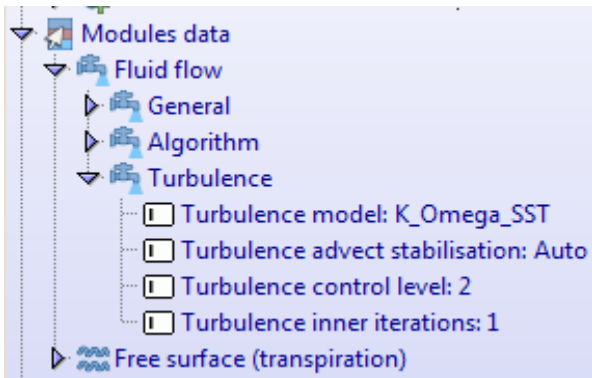 Modules data
Fluid flow
General
Algorithm
Turbulence
Turbulence model: K_Omega_SST
Turbulence advect stabilisation: Auto
Turbulence control level: 2
Turbulence inner iterations: 1
Free surface (transpiration)